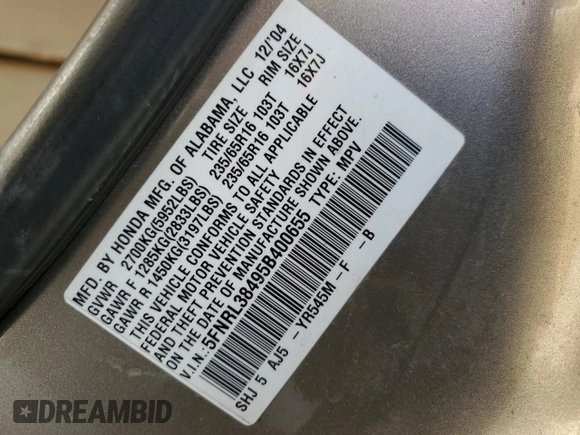 MFD. BY HONDA MFG. OF ALABAMA, LLC 12/'04
GVWR 2700KG(5952LBS) TIRE SIZE RIM SIZE
GAWR F 1285KG(2833LBS) 235/65R16 103T 16X7J
GAWR R 1450KG(3197LBS) 235/65R16 103T 16X7J
THIS VEHICLE CONFORMS TO ALL APPLICABLE
FEDERAL MOTOR VEHICLE SAFETY
AND THEFT PREVENTION STANDARDS IN EFFECT
ON THE DATE OF MANUFACTURE SHOWN ABOVE.
V.I.N.: 5FNRL38495B400655 TYPE: MPV
SHJ 5 AJ5 -YR545M -F -B
DREAMBID